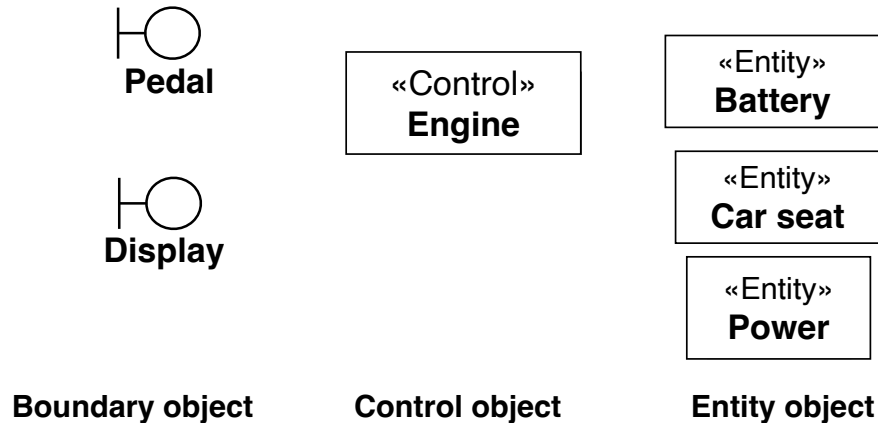 Pedal
Display
«Control»
Engine
«Entity»
Battery
«Entity»
Car seat
«Entity»
Power
Boundary object
Control object
Entity object